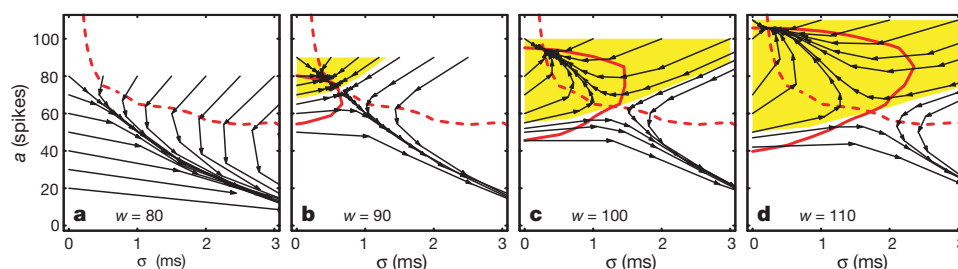 a (spikes)
100
80
60
40
20
0
a w = 80
b w = 90
c w = 100
d w = 110
0 1 2 3
0 1 2 3
0 1 2 3
0 1 2 3
σ (ms)
σ (ms)
σ (ms)
σ (ms)